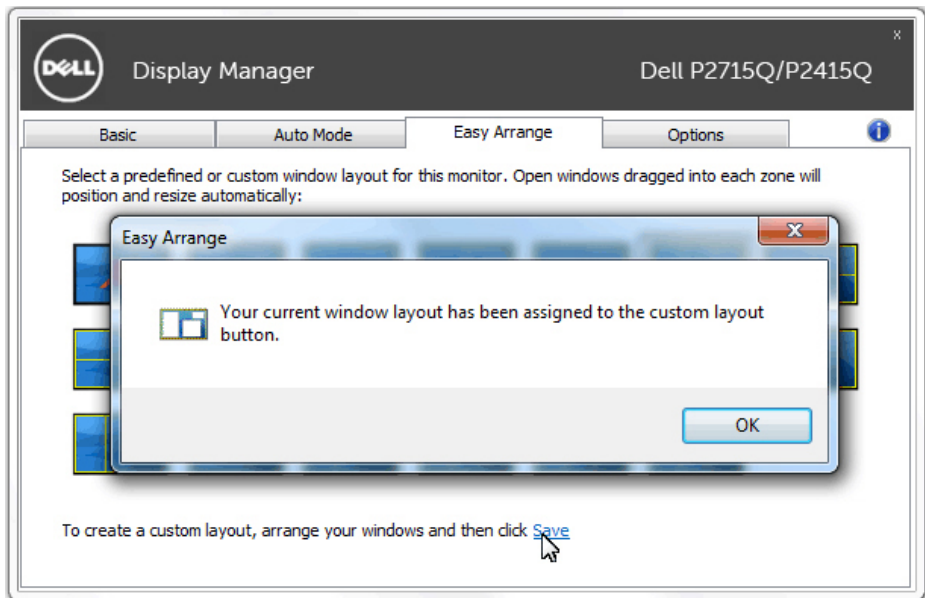 DELL
Display Manager
Dell P2715Q/P2415Q
x
Basic
Auto Mode
Easy Arrange
Options
i
Select a predefined or custom window layout for this monitor. Open windows dragged into each zone will
position and resize automatically:
Easy Arrange
X
Your current window layout has been assigned to the custom layout
button.
OK
To create a custom layout, arrange your windows and then click Save